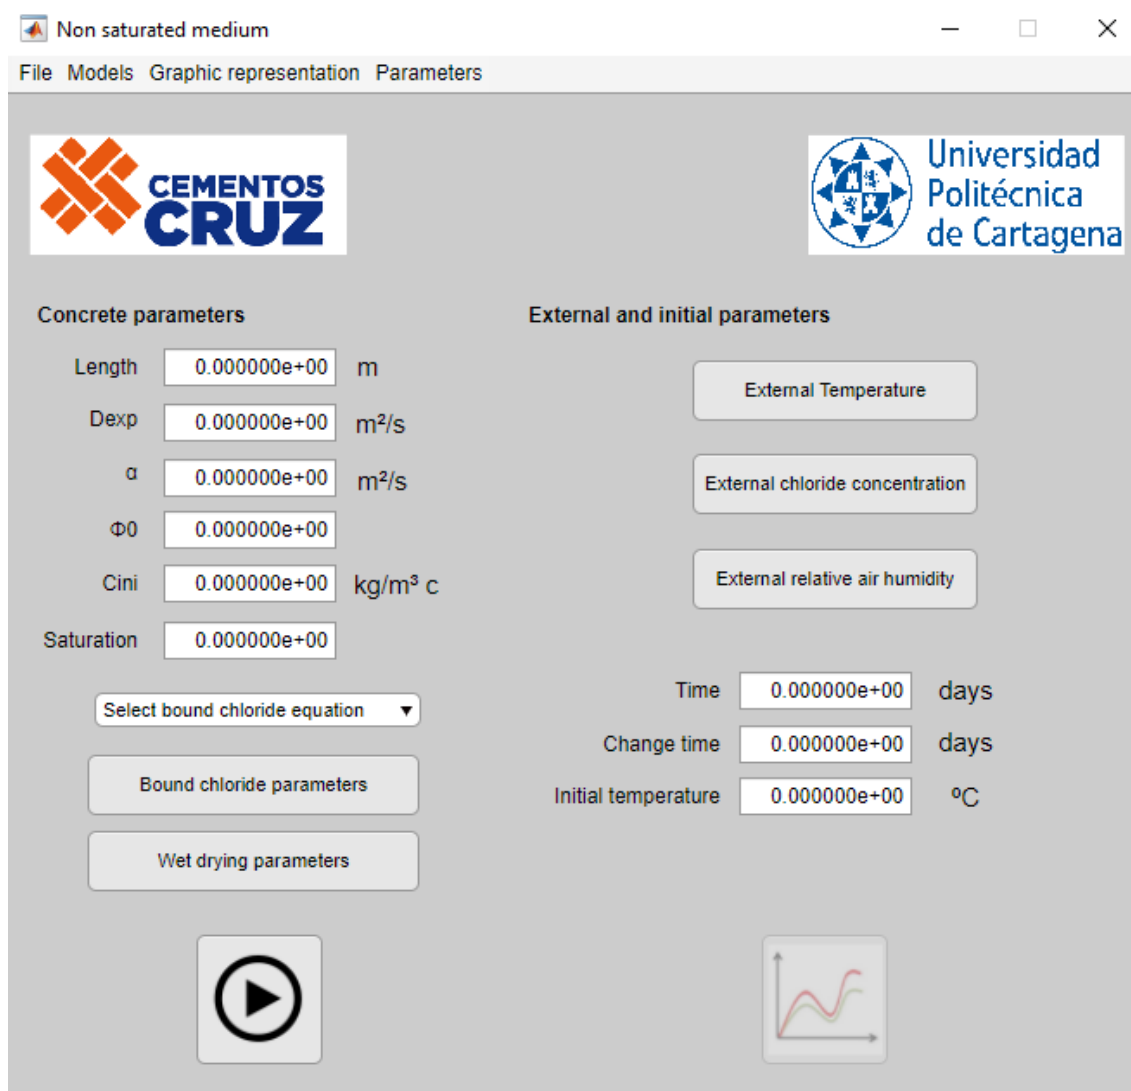 Non saturated medium
File Models Graphic representation Parameters
CEMENTOS
CRUZ
Universidad
Politécnica
de Cartagena
Concrete parameters
Length 0.000000e+00 m
Dexp 0.000000e+00 m²/s
α 0.000000e+00 m²/s
Φ0 0.000000e+00
Cini 0.000000e+00 kg/m³ c
Saturation 0.000000e+00
Select bound chloride equation
Bound chloride parameters
Wet drying parameters
External and initial parameters
External Temperature
External chloride concentration
External relative air humidity
Time 0.000000e+00 days
Change time 0.000000e+00 days
Initial temperature 0.000000e+00 ºC